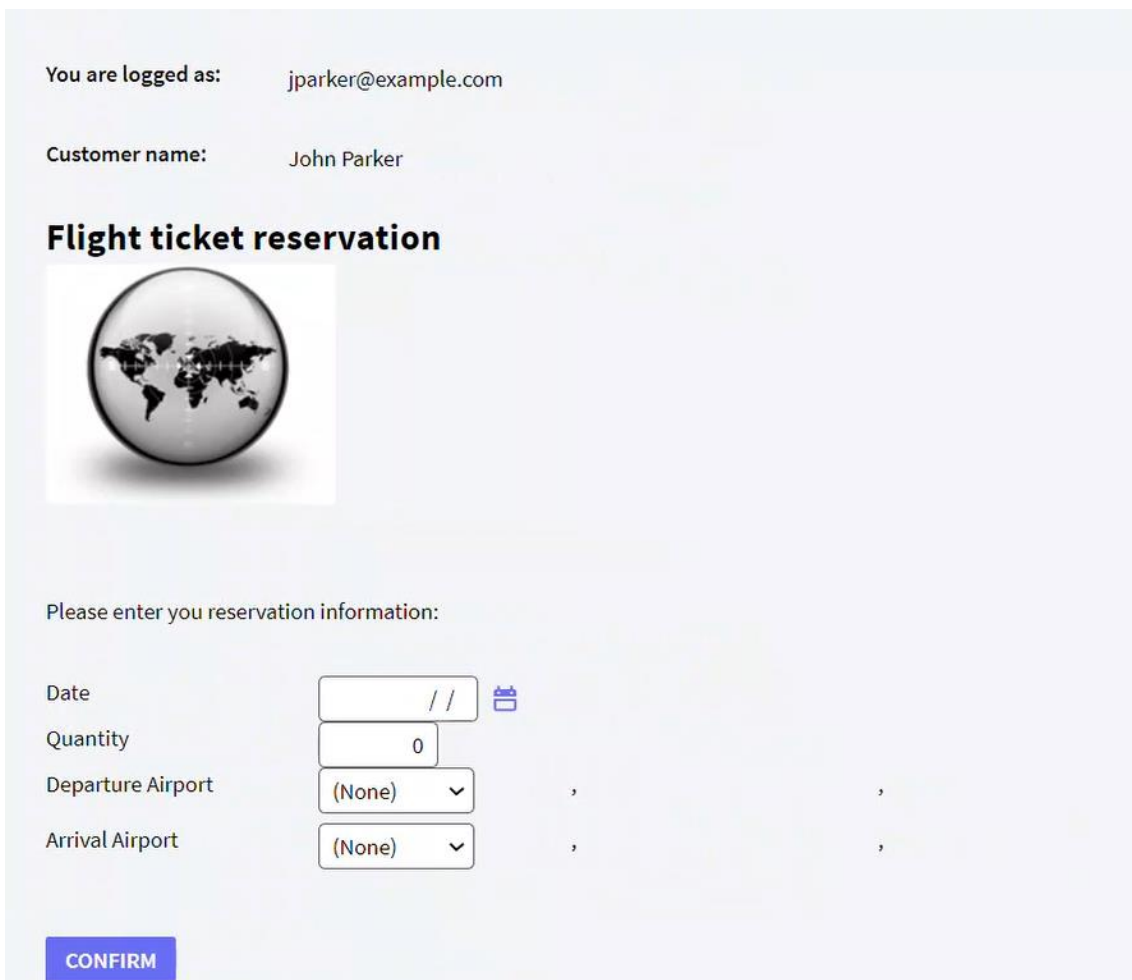 You are logged as: jparker@example.com
Customer name: John Parker
Flight ticket reservation
Please enter you reservation information:
Date / /
Quantity 0
Departure Airport (None) , ,
Arrival Airport (None) , ,
CONFIRM